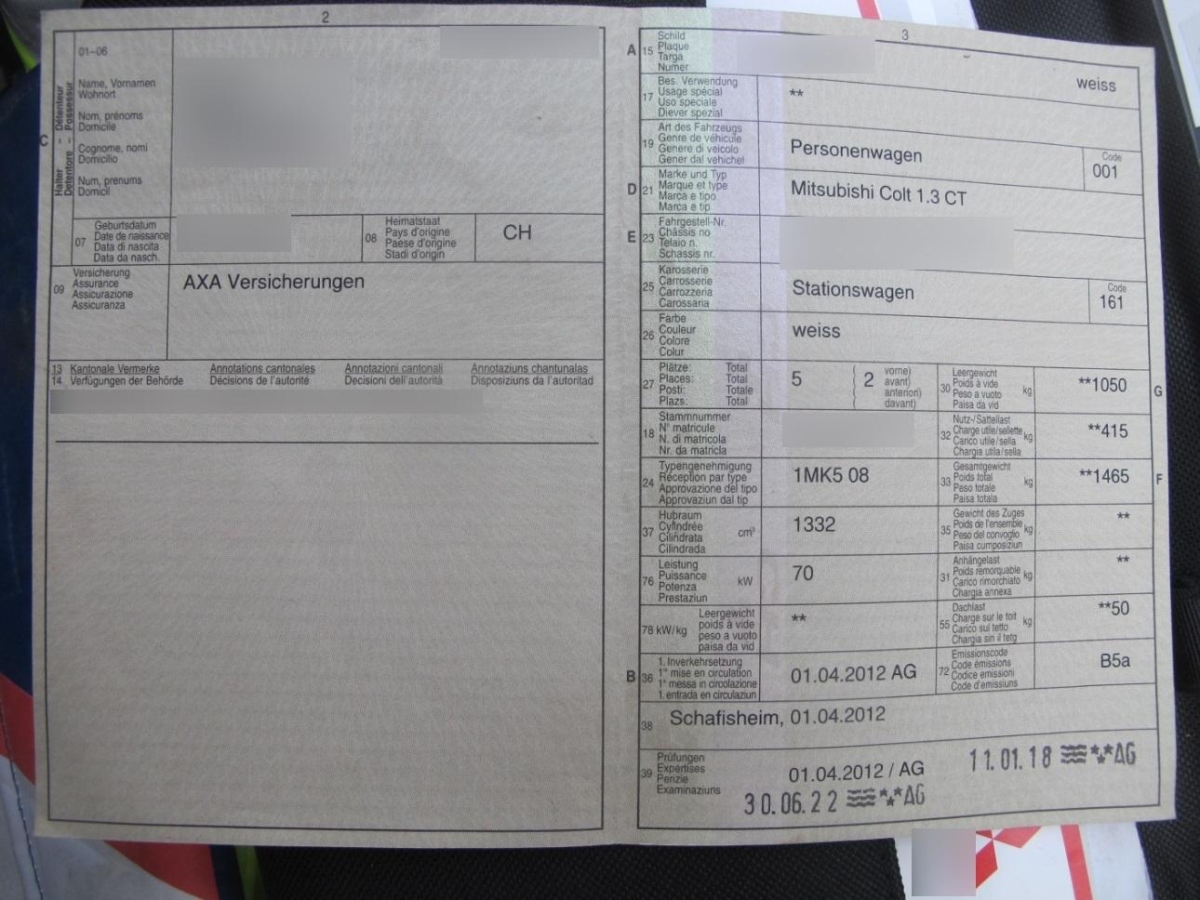 2
01–06
Halter - Détenteur
Detentore - Possessur
Name, Vornamen
Wohnort
Nom, prénoms
Domicile
C
Cognome, nomi
Domicilio
Num, prenums
Domicil
07
Geburtsdatum
Date de naissance
Data di nascita
Data da nasch.
08
Heimatstaat
Pays d'origine
Paese d'origine
Stadi d'origin
CH
09
Versicherung
Assurance
Assicurazione
Assicuranza
AXA Versicherungen
13 Kantonale Vermerke Annotations cantonales Annotazioni cantonali Annotaziuns chantunalas
14 Verfügungen der Behörde Décisions de l'autorité Decisioni dell'autorità Disposiziuns da l'autoritad
3
A 15
Schild
Plaque
Targa
Numer
weiss
17
Bes. Verwendung
Usage spécial
Uso speciale
Diever spezial
**
19
Art des Fahrzeugs
Genre de véhicule
Genere di veicolo
Gener dal vehichel
Personenwagen
Code
001
D 21
Marke und Typ
Marque et type
Marca e tipo
Marca e tip
Mitsubishi Colt 1.3 CT
E 23
Fahrgestell-Nr.
Châssis no
Telaio n.
Schassis nr.
25
Karosserie
Carrosserie
Carrozzeria
Carossaria
Stationswagen
Code
161
26
Farbe
Couleur
Colore
Colur
weiss
27
Plätze: Total
Places: Total
Posti: Totale
Plazs: Total
5
( 2
vorne)
avant)
anteriori)
davant)
30
Leergewicht
Poids à vide
Peso a vuoto
Paisa da vid
kg
**1050
G
18
Stammnummer
N° matricule
N. di matricola
Nr. da matricla
32
Nutz-/Sattellast
Charge utile/sellette
Carico utile/sella
Chargia utila/sella
kg
**415
24
Typengenehmigung
Réception par type
Approvazione del tipo
Approvaziun dal tip
1MK5 08
33
Gesamtgewicht
Poids total
Peso totale
Paisa totala
kg
**1465
F
37
Hubraum
Cylindrée
Cilindrata
Cilindrada
cm³
1332
35
Gewicht des Zuges
Poids de l'ensemble
Peso del convoglio
Paisa cumposiziun
kg
**
76
Leistung
Puissance
Potenza
Prestaziun
kW
70
31
Anhängelast
Poids remorquable
Carico rimorchiato
Chargia annexa
kg
**
78 kW/kg
Leergewicht
poids à vide
peso a vuoto
paisa da vid
**
55
Dachlast
Charge sur le toit
Carico sul tetto
Chargia sin il tetg
kg
**50
B 36
1. Inverkehrsetzung
1re mise en circulation
1a messa in circolazione
1. entrada en circulaziun
01.04.2012 AG
72
Emissionscode
Code émissions
Codice emissioni
Code d'emissiuns
B5a
38
Schafisheim, 01.04.2012
39
Prüfungen
Expertises
Perizie
Examinaziuns
01.04.2012 / AG
11.01.18 AG
30.06.22 AG